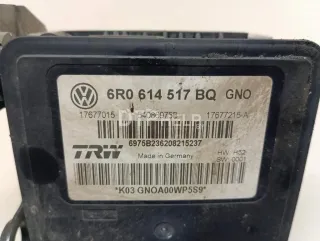 6R0 614 517 BQ GNO
17677015 17677215-A
TRW 6975B236208215237
Made in Germany
HW: H52
SW: 0001
*K03 GNOA00WP5S9*